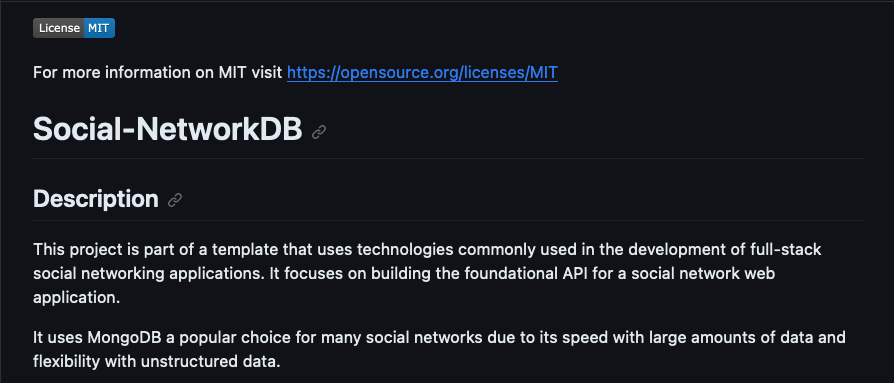 License MIT
For more information on MIT visit https://opensource.org/licenses/MIT
Social-NetworkDB
Description
This project is part of a template that uses technologies commonly used in the development of full-stack
social networking applications. It focuses on building the foundational API for a social network web
application.
It uses MongoDB a popular choice for many social networks due to its speed with large amounts of data and
flexibility with unstructured data.